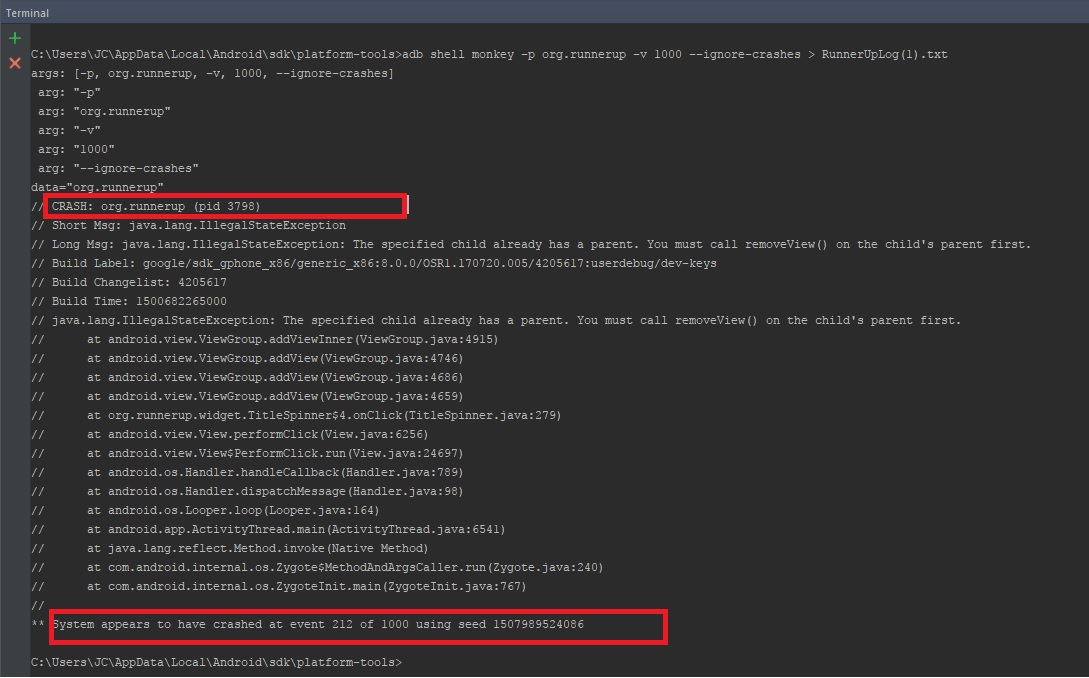 Terminal
C:\Users\JC\AppData\Local\Android\sdk\platform-tools>adb shell monkey -p org.runnerup -v 1000 --ignore-crashes > RunnerUpLog(1).txt
args: [-p, org.runnerup, -v, 1000, --ignore-crashes]
arg: "-p"
arg: "org.runnerup"
arg: "-v"
arg: "1000"
arg: "--ignore-crashes"
data="org.runnerup"
// CRASH: org.runnerup (pid 3798)
// Short Msg: java.lang.IllegalStateException
// Long Msg: java.lang.IllegalStateException: The specified child already has a parent. You must call removeView() on the child's parent first.
// Build Label: google/sdk_gphone_x86/generic_x86:8.0.0/OSR1.170720.005/4205617:userdebug/dev-keys
// Build Changelist: 4205617
// Build Time: 1500682265000
// java.lang.IllegalStateException: The specified child already has a parent. You must call removeView() on the child's parent first.
// at android.view.ViewGroup.addViewInner(ViewGroup.java:4915)
// at android.view.ViewGroup.addView(ViewGroup.java:4746)
// at android.view.ViewGroup.addView(ViewGroup.java:4686)
// at android.view.ViewGroup.addView(ViewGroup.java:4659)
// at org.runnerup.widget.TitleSpinner$4.onClick(TitleSpinner.java:279)
// at android.view.View.performClick(View.java:6256)
// at android.view.View$PerformClick.run(View.java:24697)
// at android.os.Handler.handleCallback(Handler.java:789)
// at android.os.Handler.dispatchMessage(Handler.java:98)
// at android.os.Looper.loop(Looper.java:164)
// at android.app.ActivityThread.main(ActivityThread.java:6541)
// at java.lang.reflect.Method.invoke(Native Method)
// at com.android.internal.os.Zygote$MethodAndArgsCaller.run(Zygote.java:240)
// at com.android.internal.os.ZygoteInit.main(ZygoteInit.java:767)
//
** System appears to have crashed at event 212 of 1000 using seed 1507989524086
C:\Users\JC\AppData\Local\Android\sdk\platform-tools>